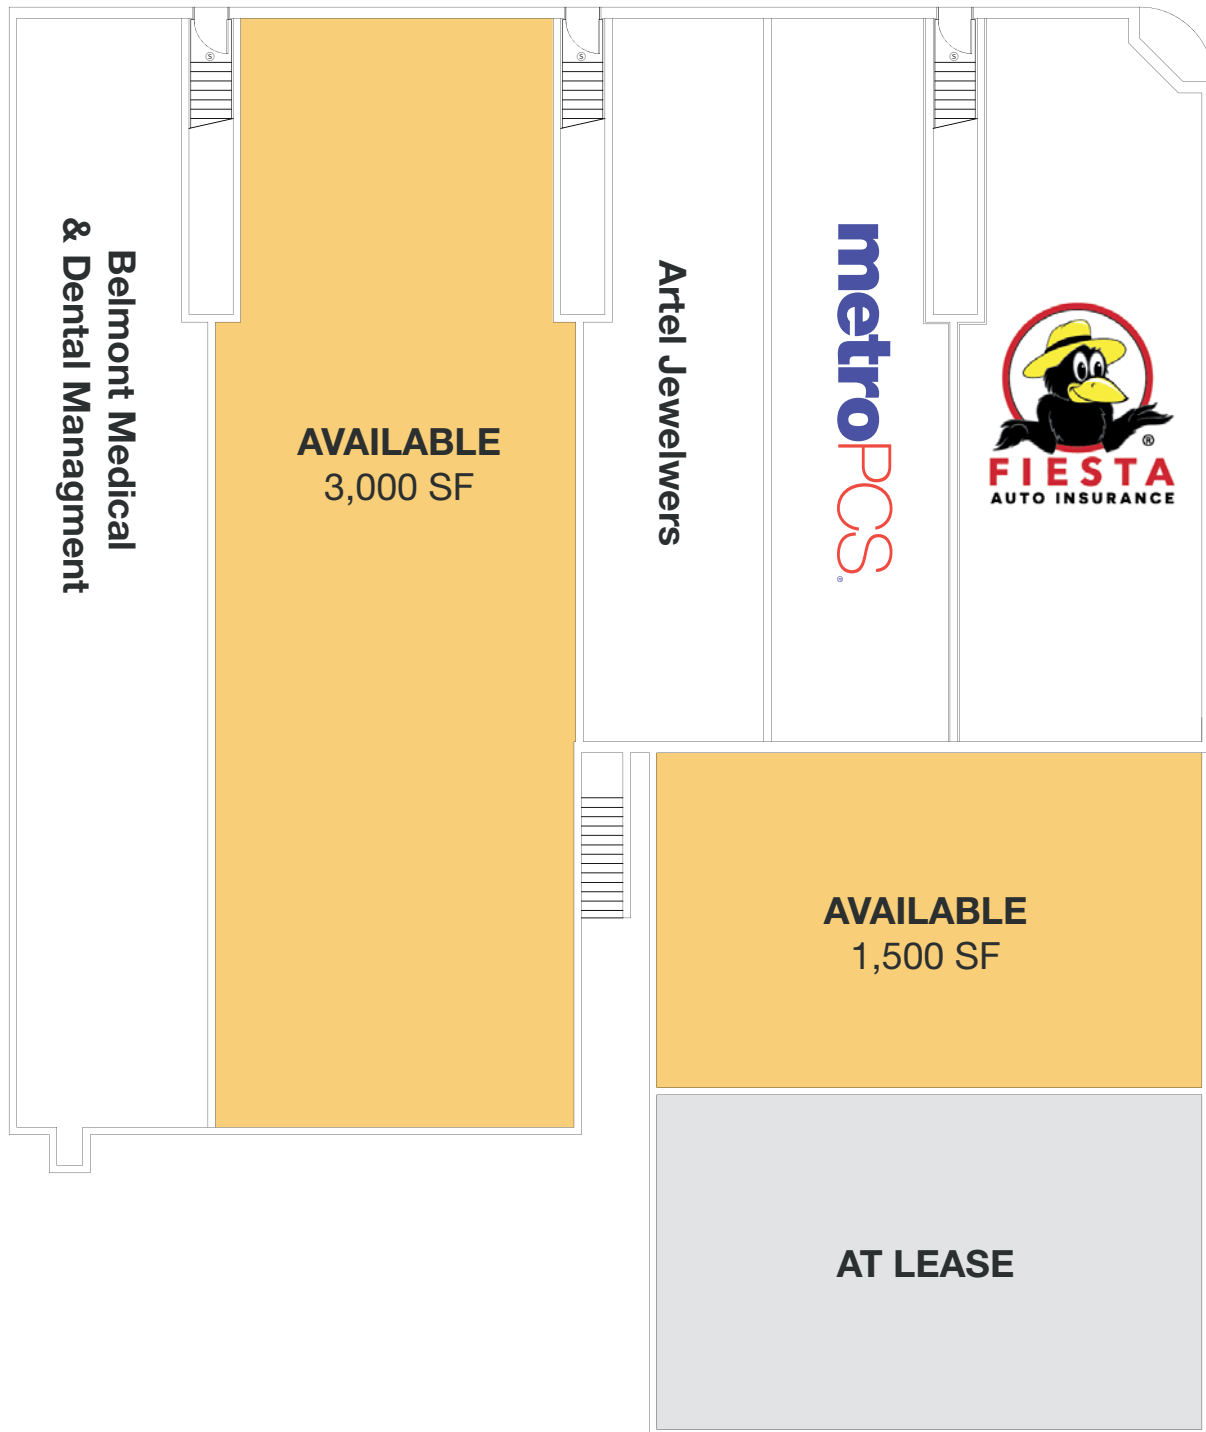 Belmont Medical
& Dental Managment
AVAILABLE
3,000 SF
Artel Jewelwers
metroPCS®
FIESTA®
AUTO INSURANCE
AVAILABLE
1,500 SF
AT LEASE
S
S
S